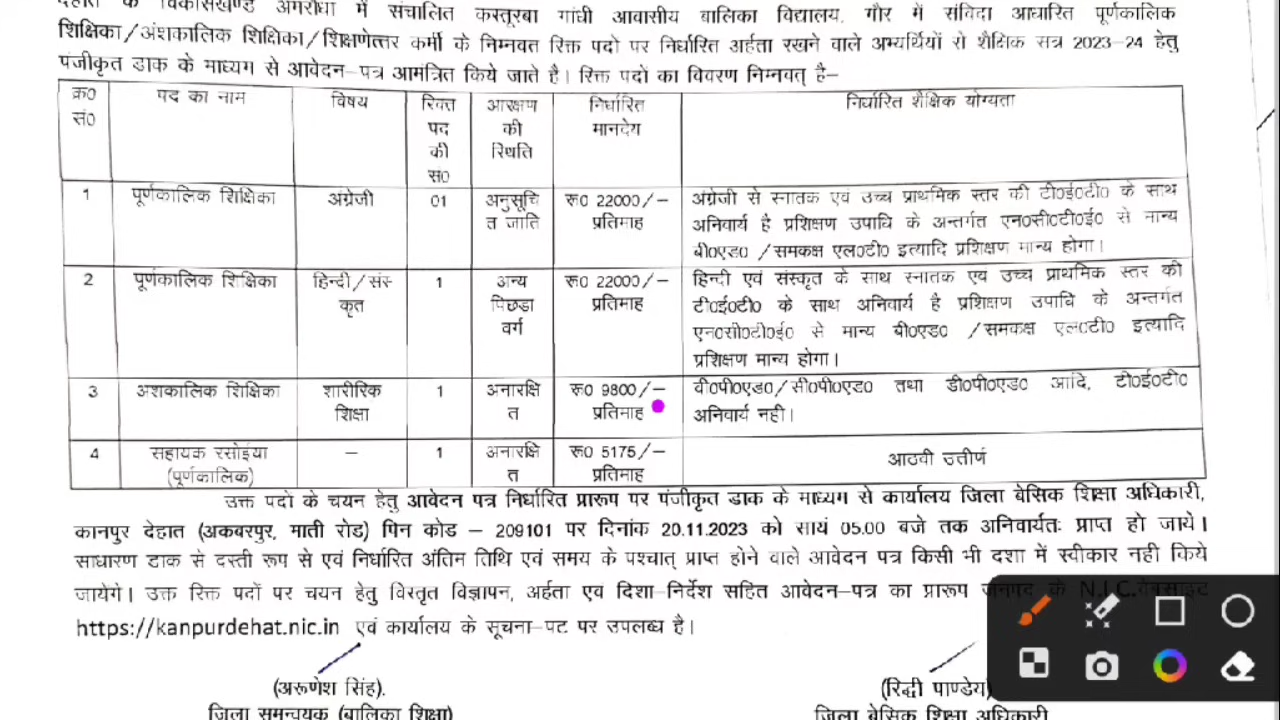 देहात के विकासखण्ड अमरौधा में संचालित कस्तूरबा गांधी आवासीय बालिका विद्यालय, गौर में संविदा आधारित पूर्णकालिक
शिक्षिका/अंशकालिक शिक्षिका/शिक्षणेत्तर कर्मी के निम्नवत रिक्त पदो पर निर्धारित अर्हता रखने वाले अभ्यर्थियों से शैक्षिक सत्र 2023-24 हेतु
पंजीकृत डाक के माध्यम से आवेदन-पत्र आमंत्रित किये जाते है। रिक्त पदों का विवरण निम्नवत् है-
क्र0 सं0 पद का नाम विषय रिक्त पद की सं0 आरक्षण की स्थिति निर्धारित मानदेय निर्धारित शैक्षिक योग्यता
1 पूर्णकालिक शिक्षिका अंग्रेजी 01 अनुसूचित जाति रू0 22000/- प्रतिमाह अंग्रेजी से स्नातक एवं उच्च प्राथमिक स्तर की टी0ई0टी0 के साथ
अनिवार्य है प्रशिक्षण उपाधि के अन्तर्गत एन0सी0टी0ई0 से मान्य
बी0एड0 /समकक्ष एल0टी0 इत्यादि प्रशिक्षण मान्य होगा।
2 पूर्णकालिक शिक्षिका हिन्दी/संस्कृत 1 अन्य पिछडा वर्ग रू0 22000/- प्रतिमाह हिन्दी एवं संस्कृत के साथ स्नातक एव उच्च प्राथमिक स्तर की
टी0ई0टी0 के साथ अनिवार्य है प्रशिक्षण उपाधि के अन्तर्गत
एन0सी0टी0ई0 से मान्य बी0एड0 /समकक्ष एल0टी0 इत्यादि
प्रशिक्षण मान्य होगा।
3 अशकालिक शिक्षिका शारीरिक शिक्षा 1 अनारक्षित रू0 9800/- प्रतिमाह बी0पी0एड0/सी0पी0एड0 तथा डी0पी0एड0 आदि, टी0ई0टी0
अनिवार्य नही।
4 सहायक रसोईया (पूर्णकालिक) - 1 अनारक्षित रू0 5175/- प्रतिमाह आठवी उत्तीर्ण
उक्त पदो के चयन हेतु आवेदन पत्र निर्धारित प्रारूप पर पंजीकृत डाक के माध्यम से कार्यालय जिला बेसिक शिक्षा अधिकारी,
कानपुर देहात (अकबरपुर, माती रोड) पिन कोड - 209101 पर दिनांक 20.11.2023 को सायं 05.00 बजे तक अनिवार्यतः प्राप्त हो जाये।
साधारण डाक से दस्ती रूप से एवं निर्धारित अंतिम तिथि एवं समय के पश्चात् प्राप्त होने वाले आवेदन पत्र किसी भी दशा में स्वीकार नही किये
जायेगे। उक्त रिक्त पदों पर चयन हेतु विस्तृत विज्ञापन, अर्हता एव दिशा-निर्देश सहित आवेदन-पत्र का प्रारूप जनपद के N.I.C. वेबसाइट
https://kanpurdehat.nic.in एवं कार्यालय के सूचना-पट पर उपलब्ध है।
(अरूणेश सिंह). (रिद्धी पाण्डेय)
जिला समन्वयक (बालिका शिक्षा) जिला बेसिक शिक्षा अधिकारी